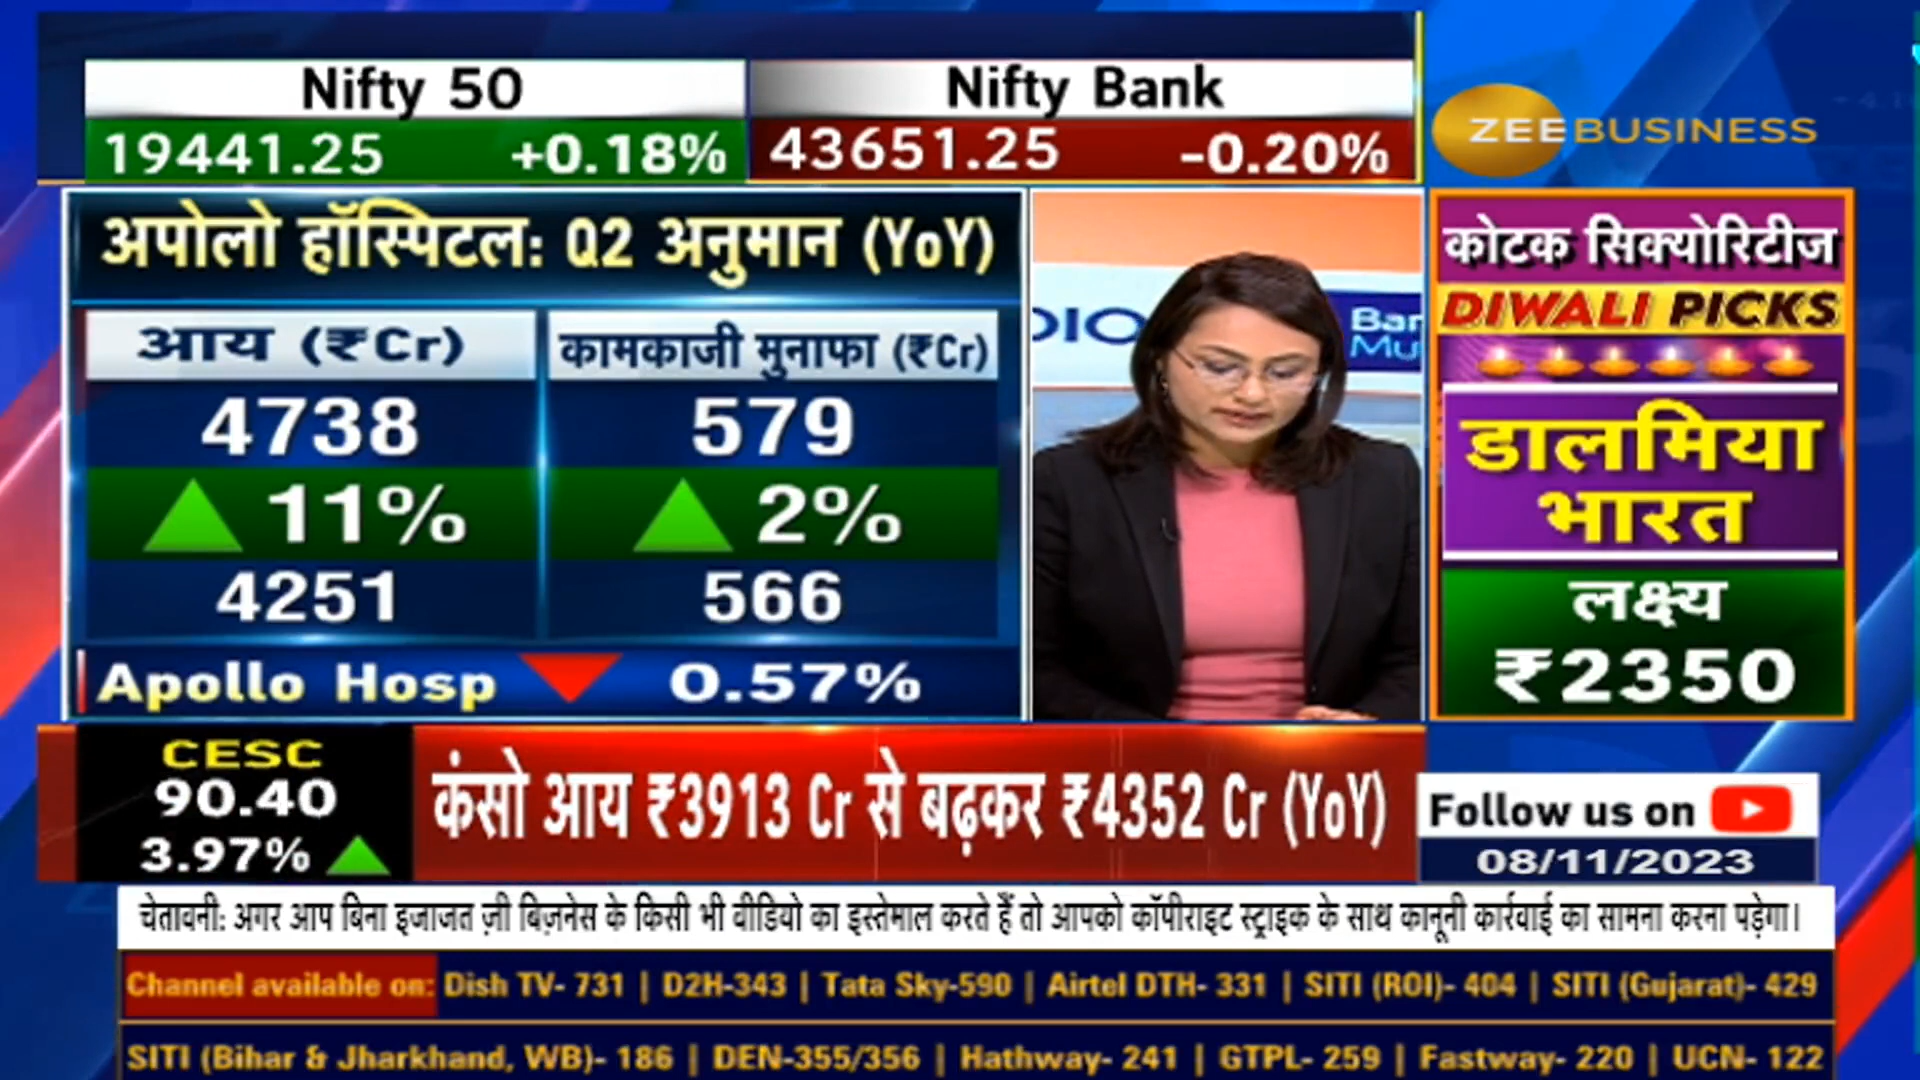 Nifty 50
19441.25 +0.18%
Nifty Bank
43651.25 -0.20%
ZEEBUSINESS
अपोलो हॉस्पिटल: Q2 अनुमान (YoY)
आय (₹Cr) कामकाजी मुनाफा (₹Cr)
4738 579
11% 2%
4251 566
Apollo Hosp 0.57%
कोटक सिक्योरिटीज
DIWALI PICKS
डालमिया
भारत
लक्ष्य
₹2350
CESC
90.40
3.97%
कंसो आय ₹3913 Cr से बढ़कर ₹4352 Cr (YoY)
Follow us on
08/11/2023
चेतावनी: अगर आप बिना इजाजत ज़ी बिज़नेस के किसी भी वीडियो का इस्तेमाल करते हैं तो आपको कॉपीराइट स्ट्राइक के साथ कानूनी कार्रवाई का सामना करना पड़ेगा।
Channel available on: Dish TV- 731 | D2H-343 | Tata Sky-590 | Airtel DTH- 331 | SITI (ROI)- 404 | SITI (Gujarat)- 429
SITI (Bihar & Jharkhand, WB)- 186 | DEN-355/356 | Hathway- 241 | GTPL- 259 | Fastway- 220 | UCN- 122